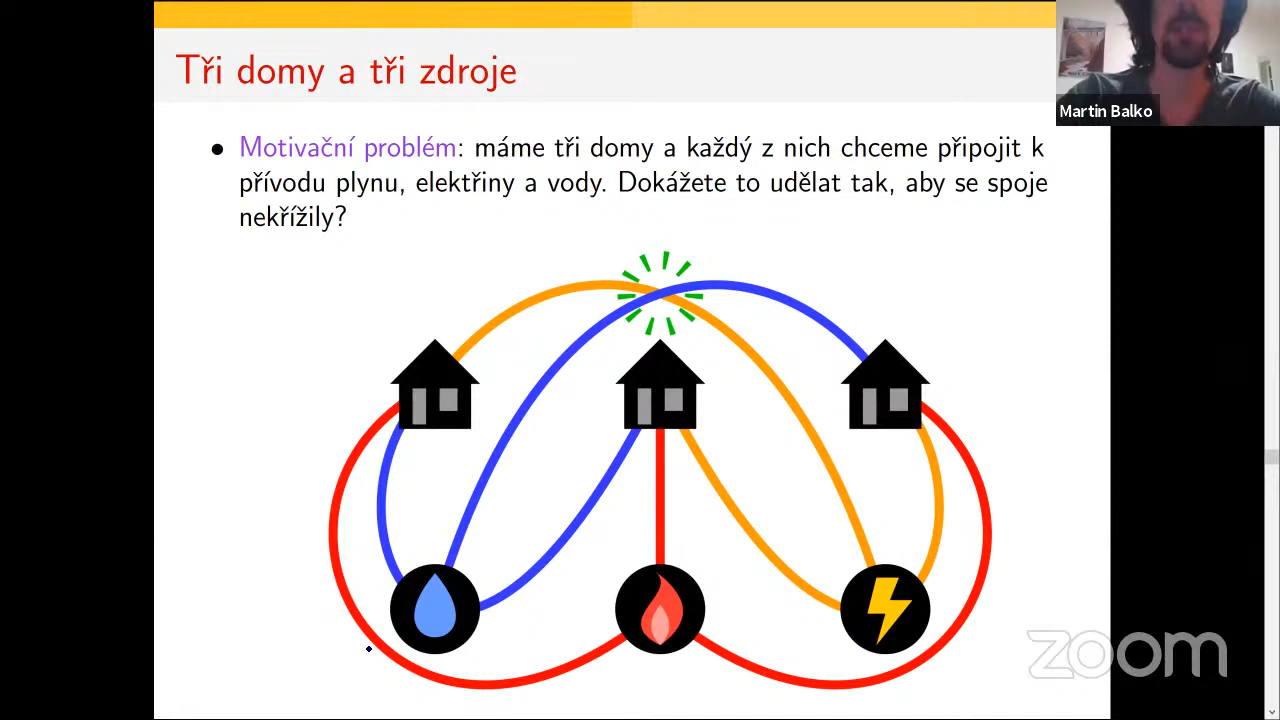 Tři domy a tři zdroje
Martin Balko
• Motivační problém: máme tři domy a každý z nich chceme připojit k
přívodu plynu, elektřiny a vody. Dokážete to udělat tak, aby se spoje
nekřížily?
zoom